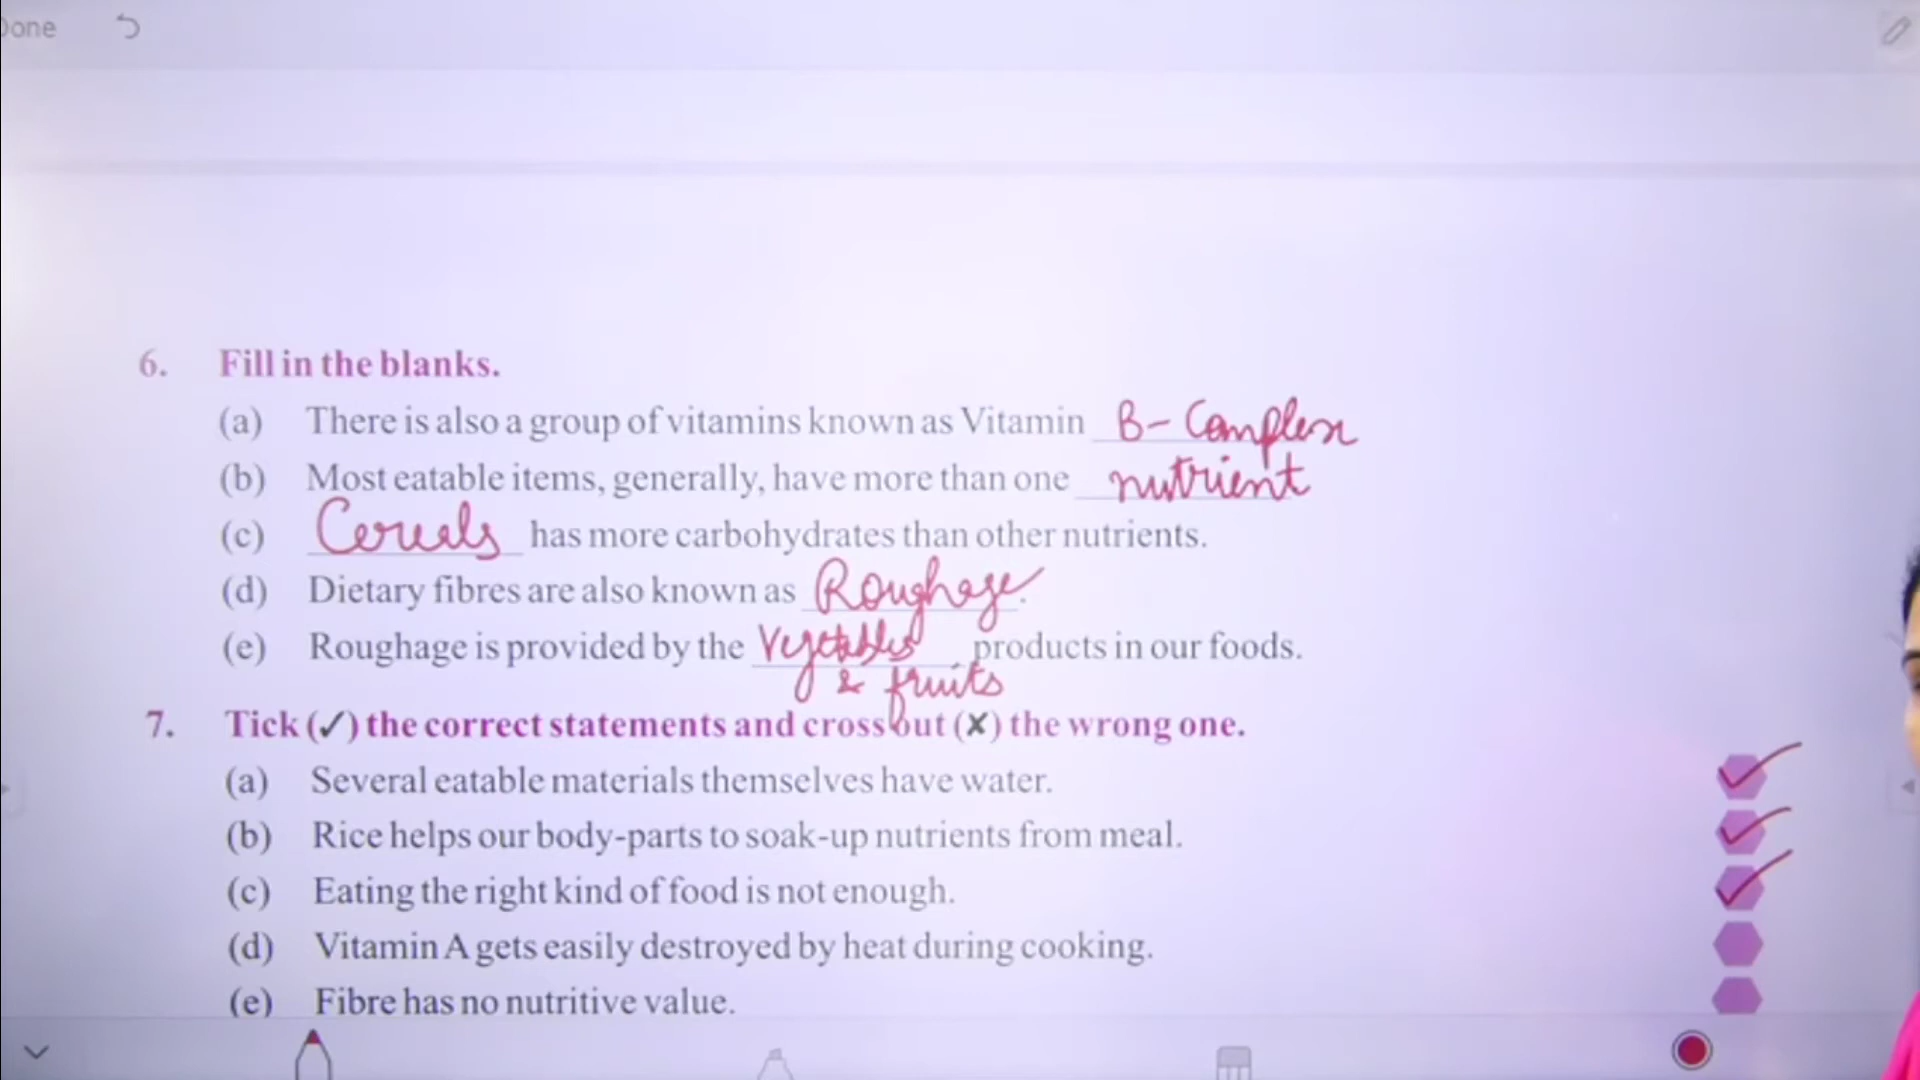 Done
6. Fill in the blanks.
(a) There is also a group of vitamins known as Vitamin B- Complex
(b) Most eatable items, generally, have more than one nutrient
(c) Cereals has more carbohydrates than other nutrients.
(d) Dietary fibres are also known as Roughage.
(e) Roughage is provided by the Vegetables & fruits products in our foods.
7. Tick (✓) the correct statements and cross out (✗) the wrong one.
(a) Several eatable materials themselves have water. ✓
(b) Rice helps our body-parts to soak-up nutrients from meal. ✓
(c) Eating the right kind of food is not enough. ✓
(d) Vitamin A gets easily destroyed by heat during cooking.
(e) Fibre has no nutritive value.